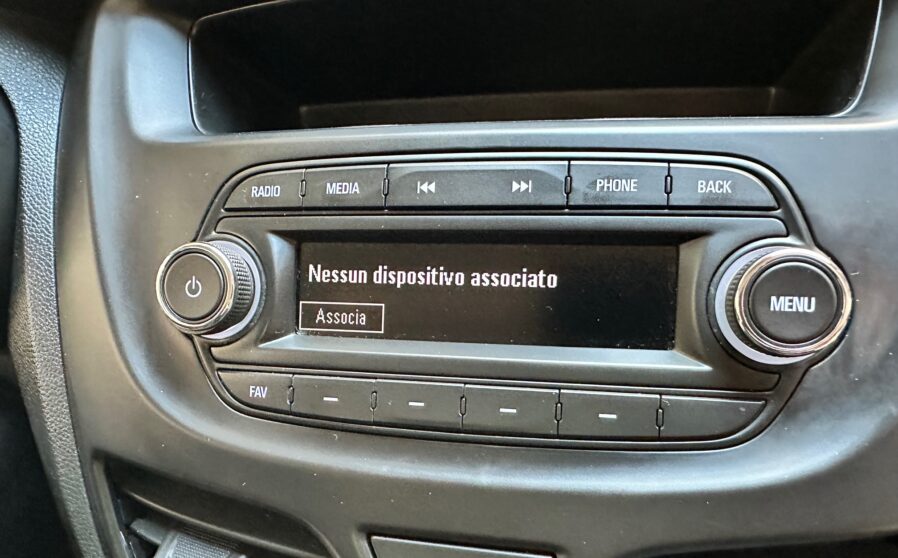 RADIO MEDIA PHONE BACK
Nessun dispositivo associato
Associa
MENU
FAV